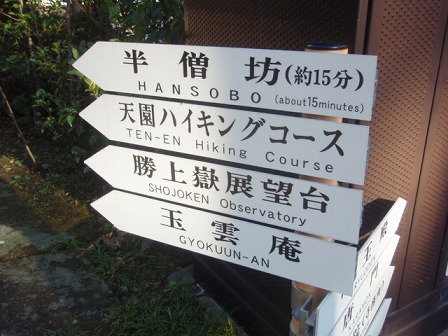 半僧坊(約15分)
HANSOBO (about15minutes)
天園ハイキングコース
TEN-EN Hiking Course
勝上嶽展望台
SHOJOKEN Observatory
玉雲庵
GYOKUUN-AN